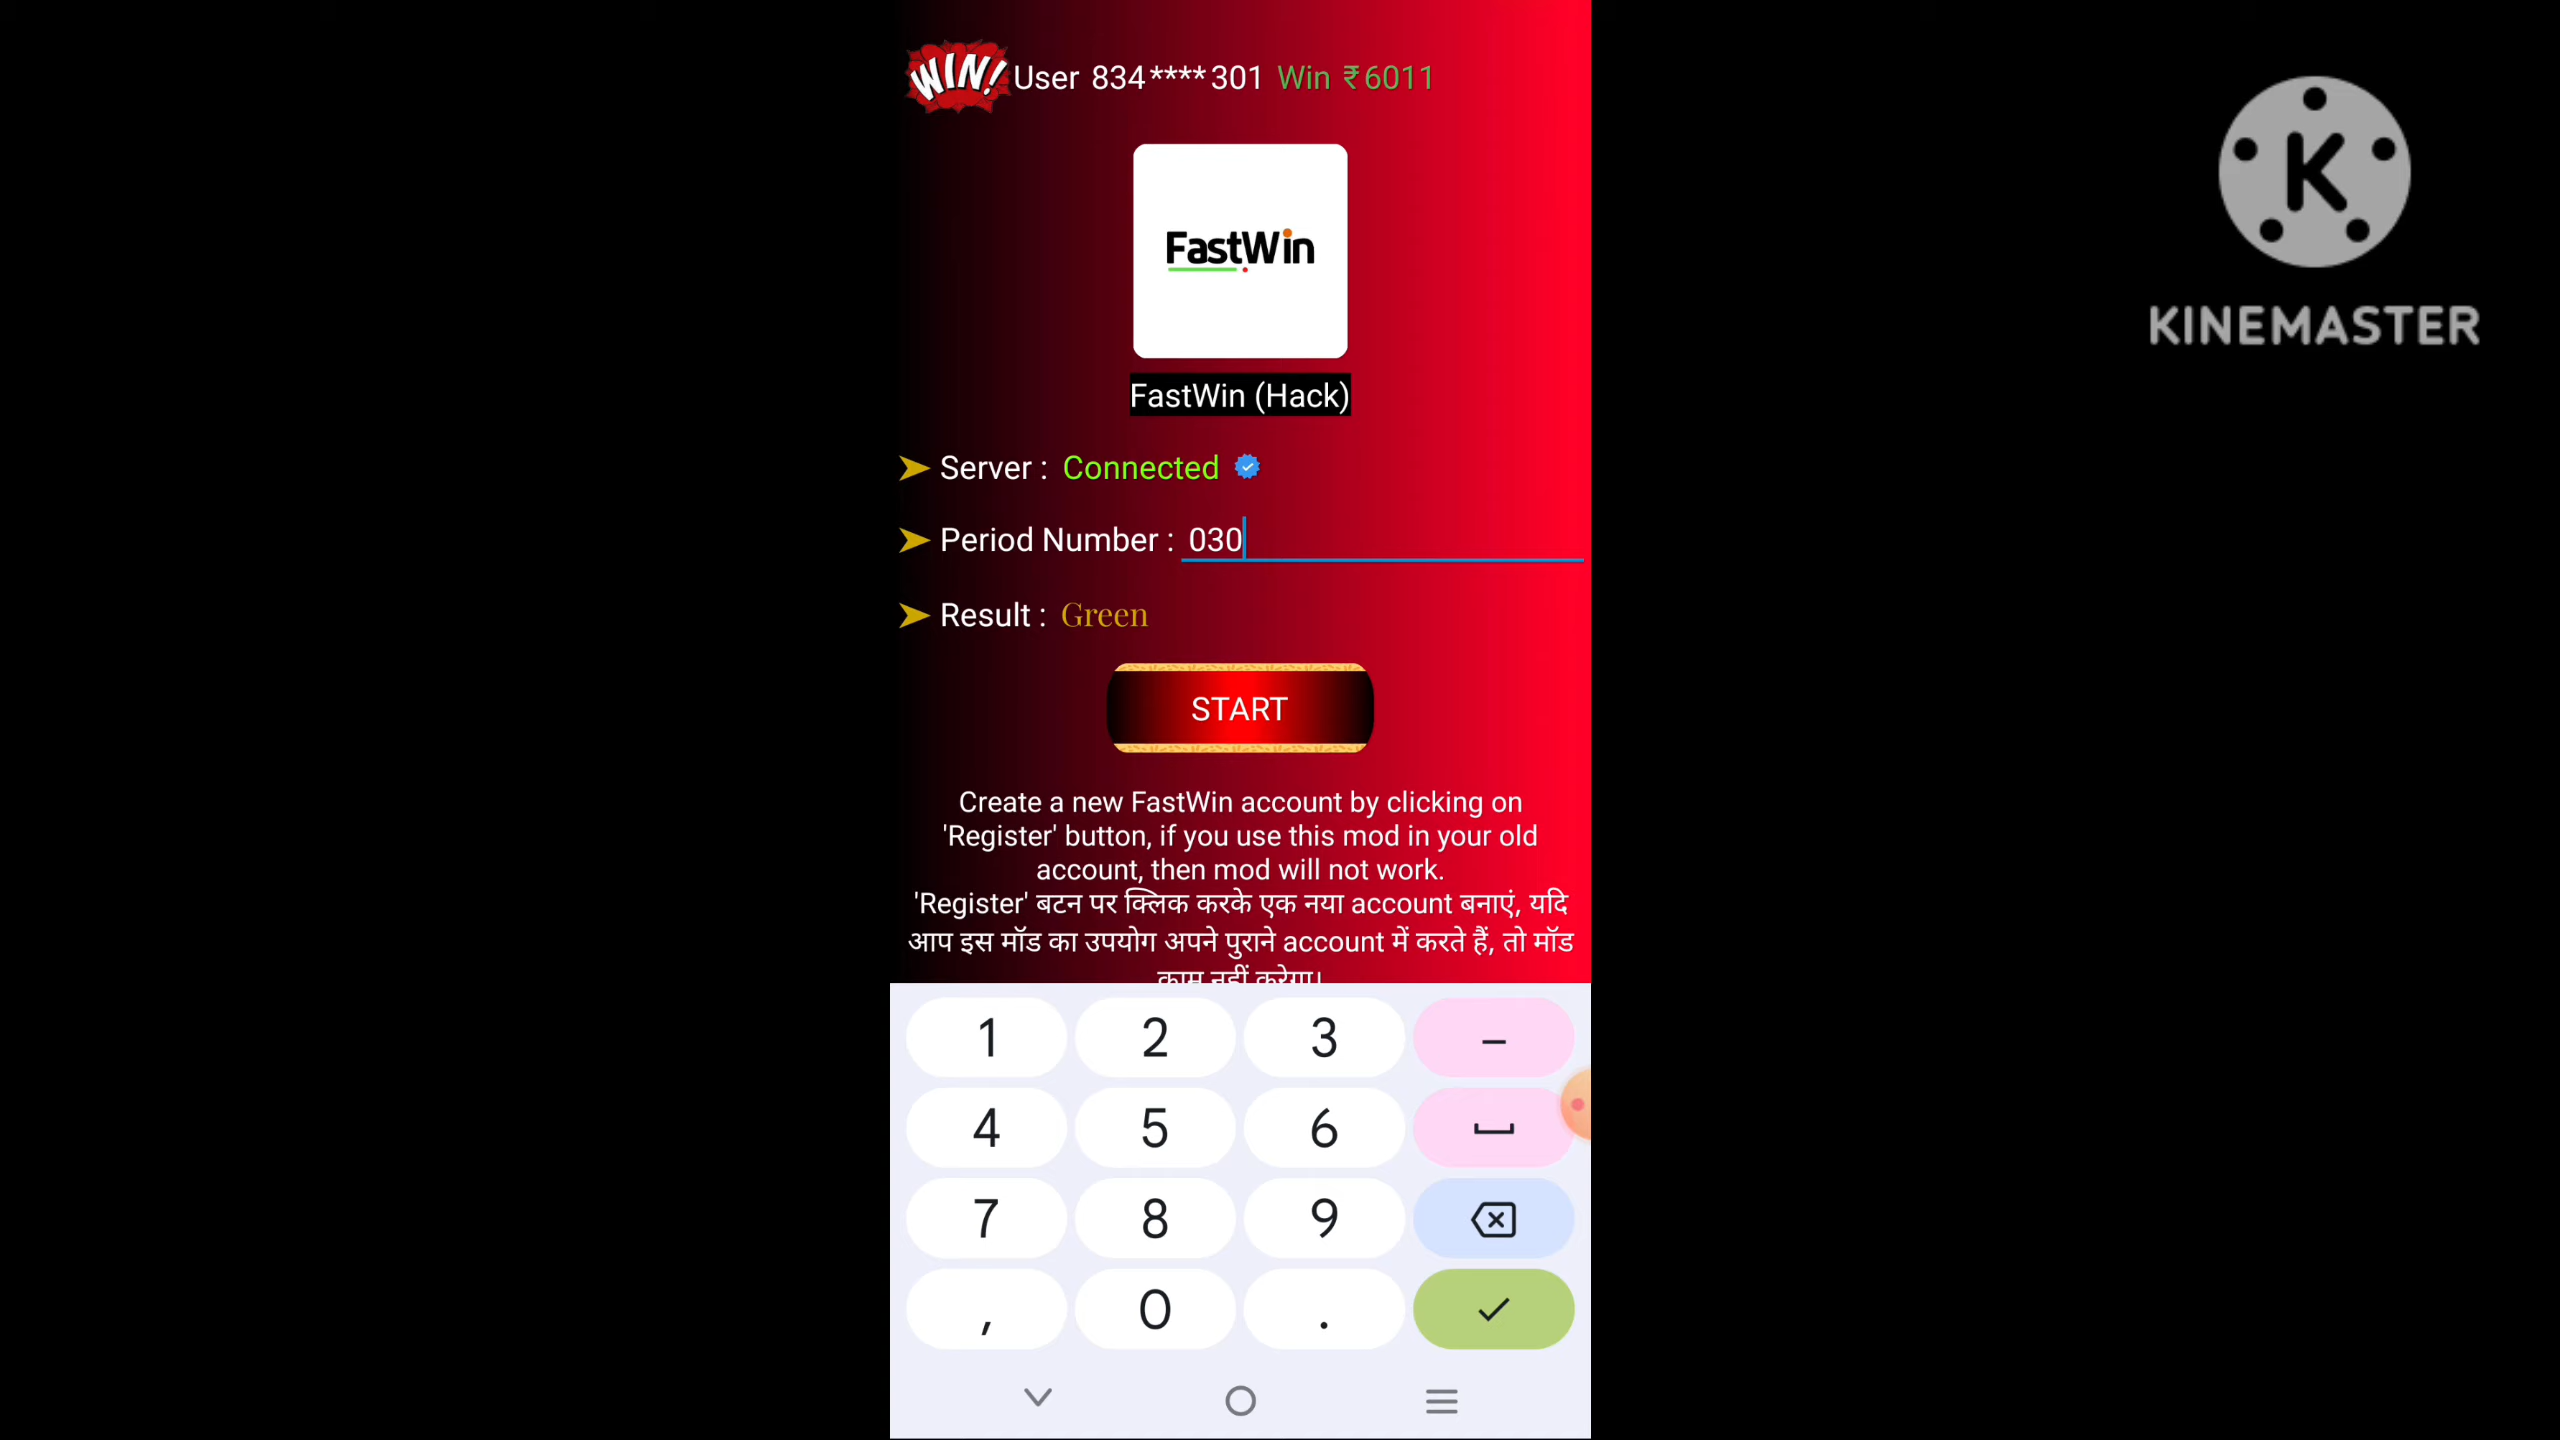 WIN! User 834****301 Win ₹6011
FastWin
FastWin (Hack)
Server : Connected
Period Number : 030
Result : Green
START
Create a new FastWin account by clicking on
'Register' button, if you use this mod in your old
account, then mod will not work.
'Register' बटन पर क्लिक करके एक नया account बनाएं, यदि
आप इस मॉड का उपयोग अपने पुराने account में करते हैं, तो मॉड
काम नहीं करेगा।
1 2 3 –
4 5 6
7 8 9
, 0 .
K
KINEMASTER